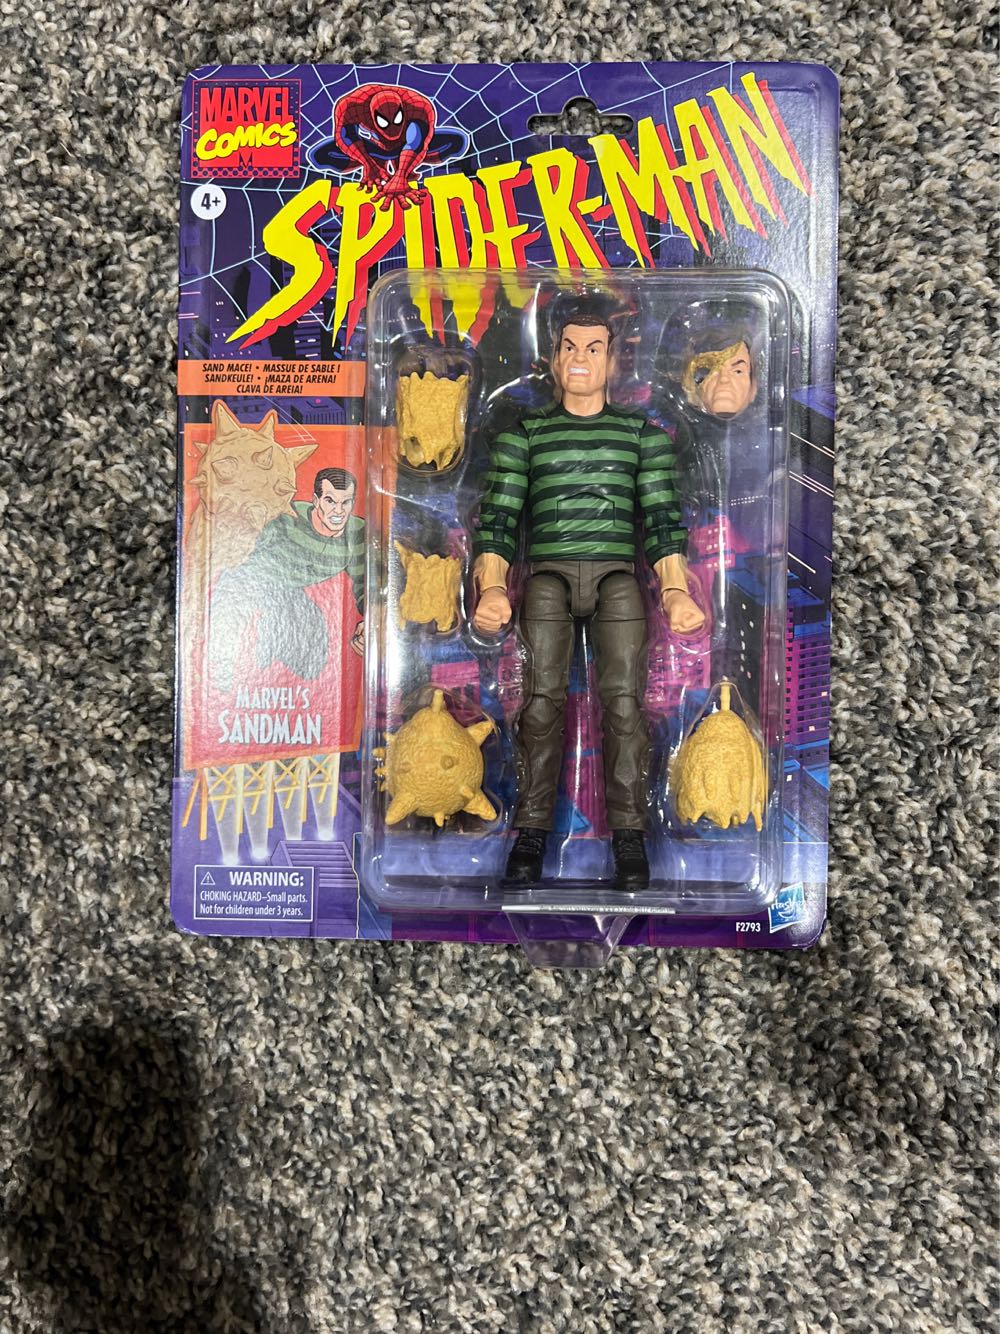 MARVEL
COMICS
M
4+
SPIDER-MAN
SAND MACE! • MASSUE DE SABLE !
SANDKEULE! • ¡MAZA DE ARENA!
CLAVA DE AREIA!
MARVEL'S
SANDMAN
WARNING:
CHOKING HAZARD–Small parts.
Not for children under 3 years.
F2793
Hasbro